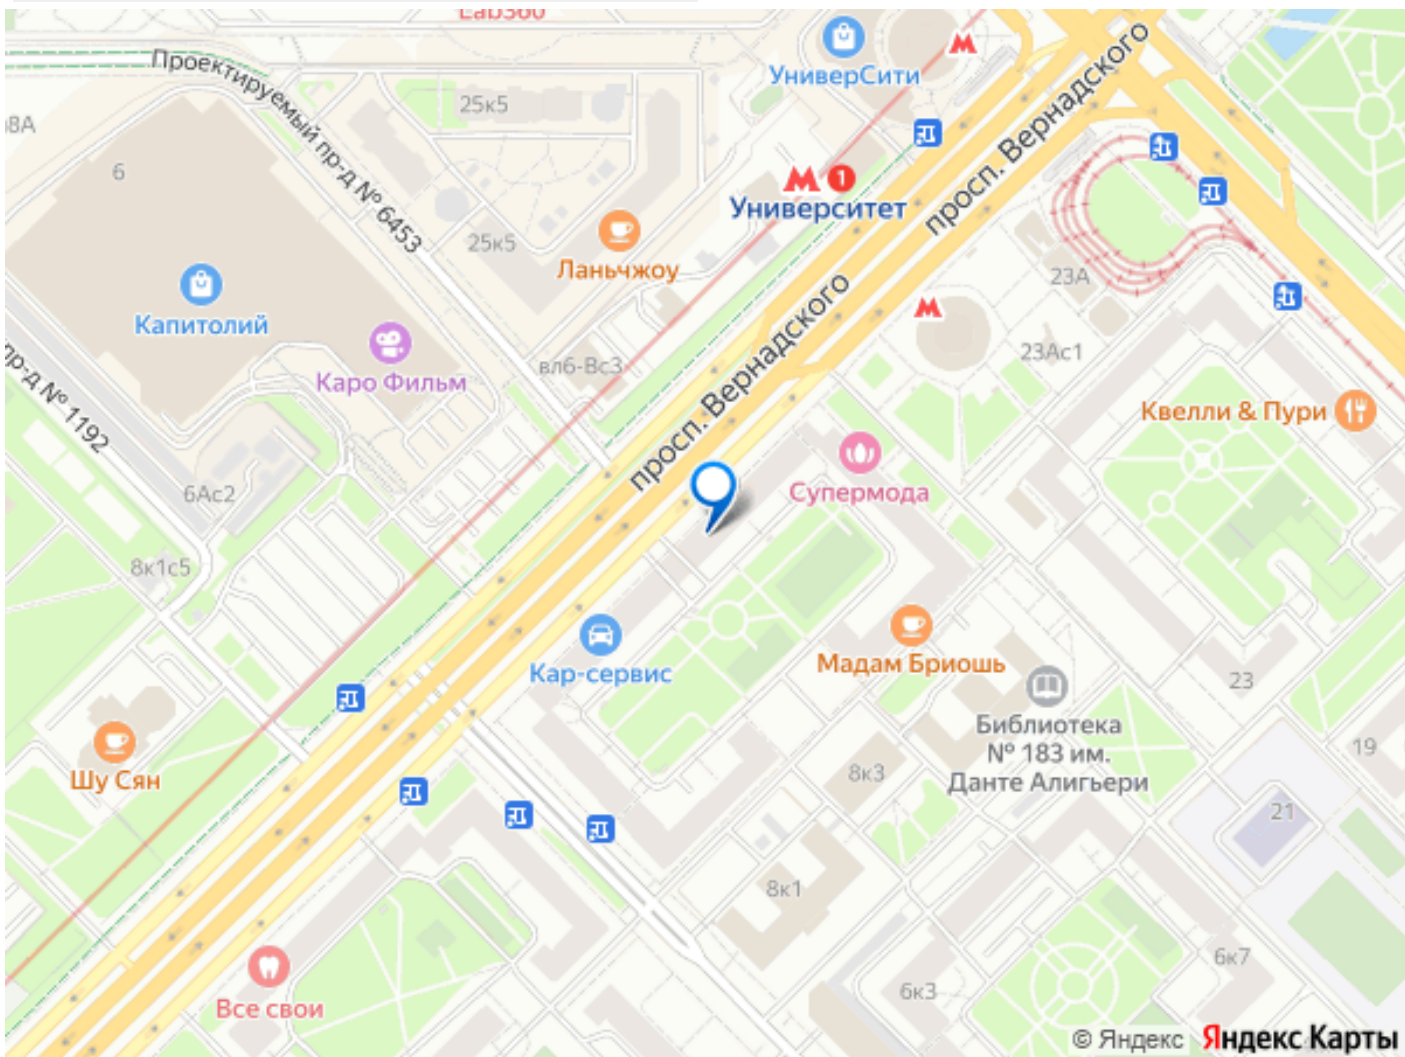 Lab360
УниверСити
просп. Вернадского
Проектируемый пр-д № 6453
25к5
6
1
Университет
25к5
Ланьчжоу
Капитолий
Каро Фильм
вл6-Вс3
просп. Вернадского
23А
23Ас1
Квелли & Пури
пр-д № 1192
6Ас2
Супермода
8к1с5
Кар-сервис
Мадам Бриошь
Библиотека
№ 183 им.
Данте Алигьери
23
19
Шу Сян
8к3
21
8к1
6к7
6к3
Все свои
© Яндекс Яндекс Карты